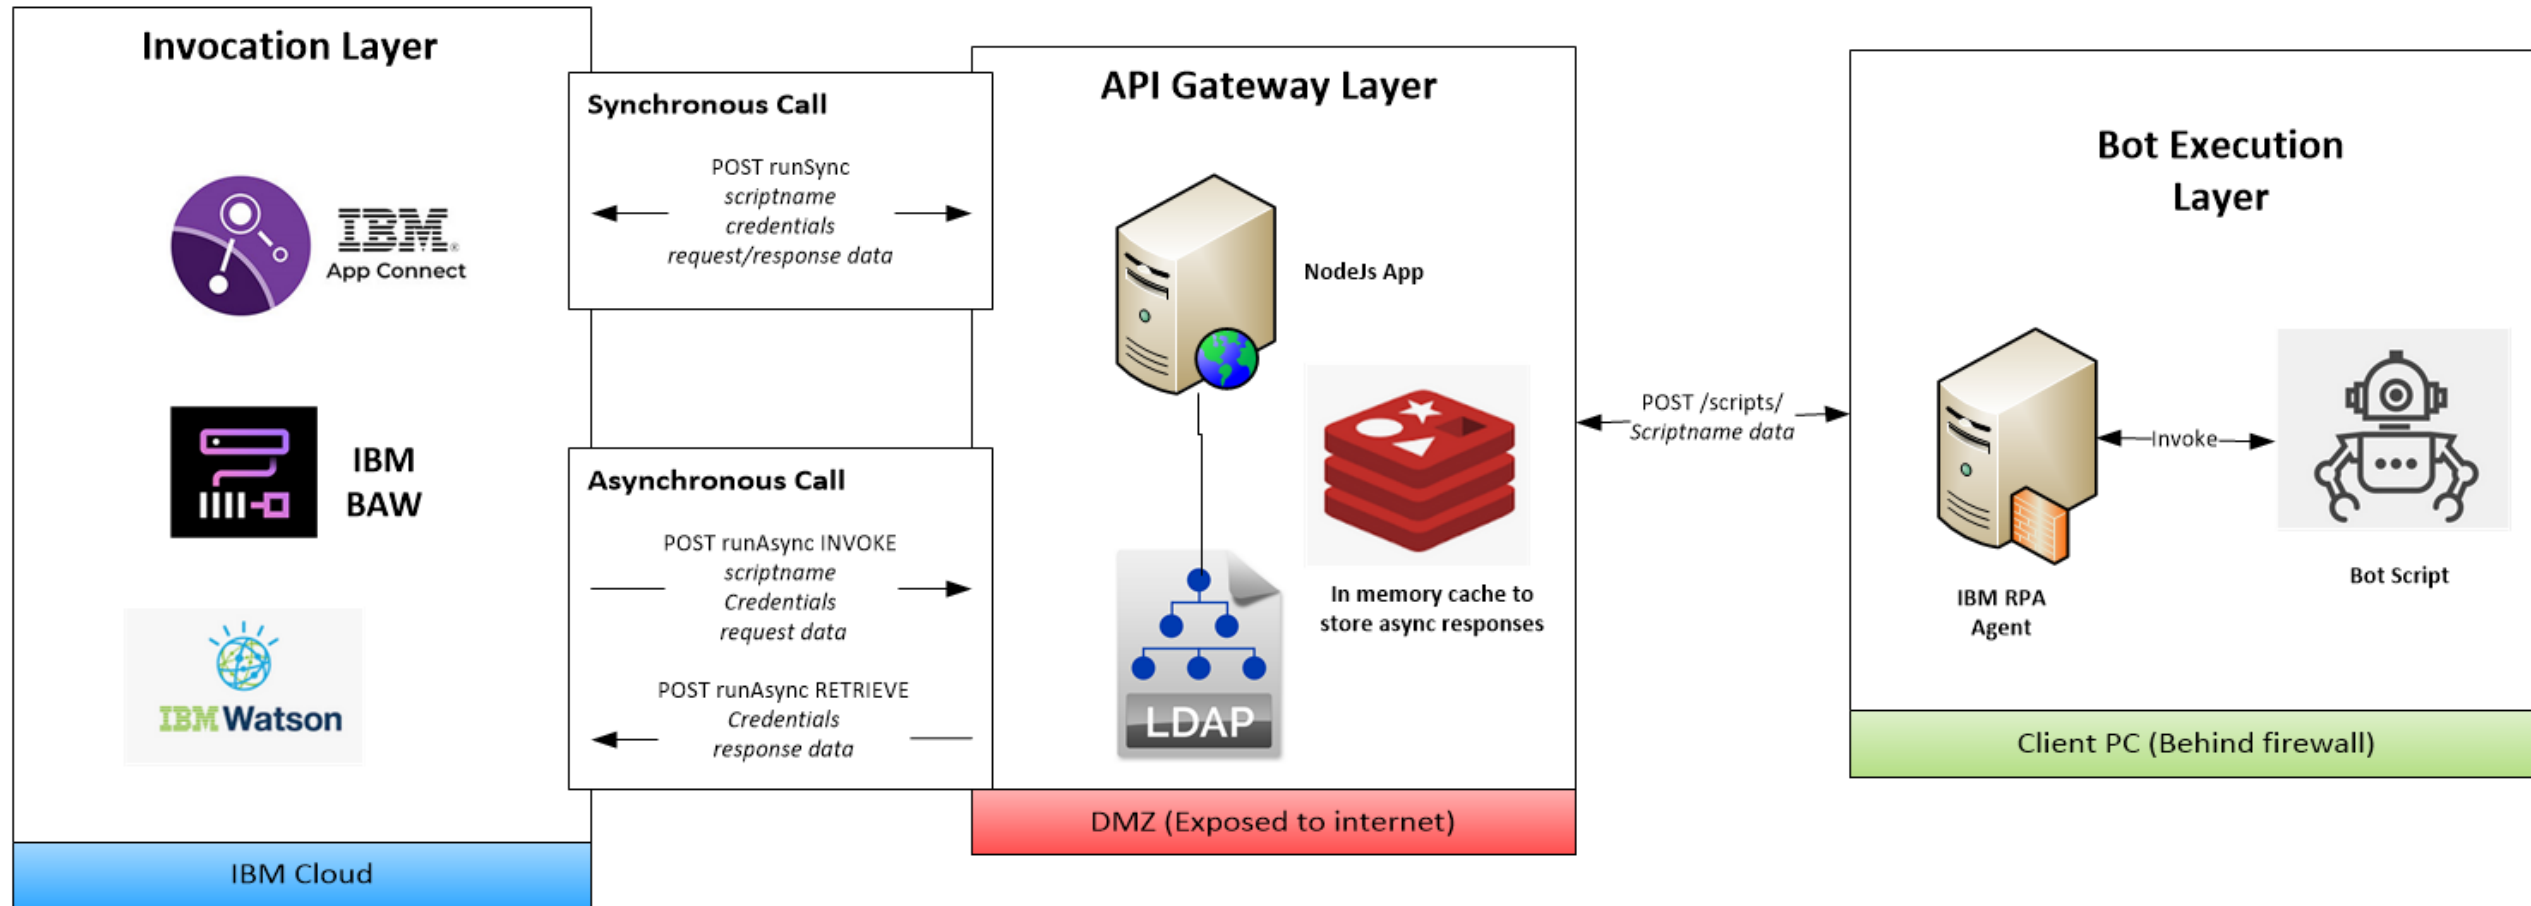 Invocation Layer
IBM®
App Connect
IBM
BAW
IBM Watson
IBM Cloud
Synchronous Call
POST runSync
scriptname
credentials
request/response data
Asynchronous Call
POST runAsync INVOKE
scriptname
Credentials
request data
POST runAsync RETRIEVE
Credentials
response data
API Gateway Layer
NodeJs App
In memory cache to
store async responses
LDAP
DMZ (Exposed to internet)
POST /scripts/
Scriptname data
Bot Execution
Layer
Invoke
IBM RPA
Agent
Bot Script
Client PC (Behind firewall)